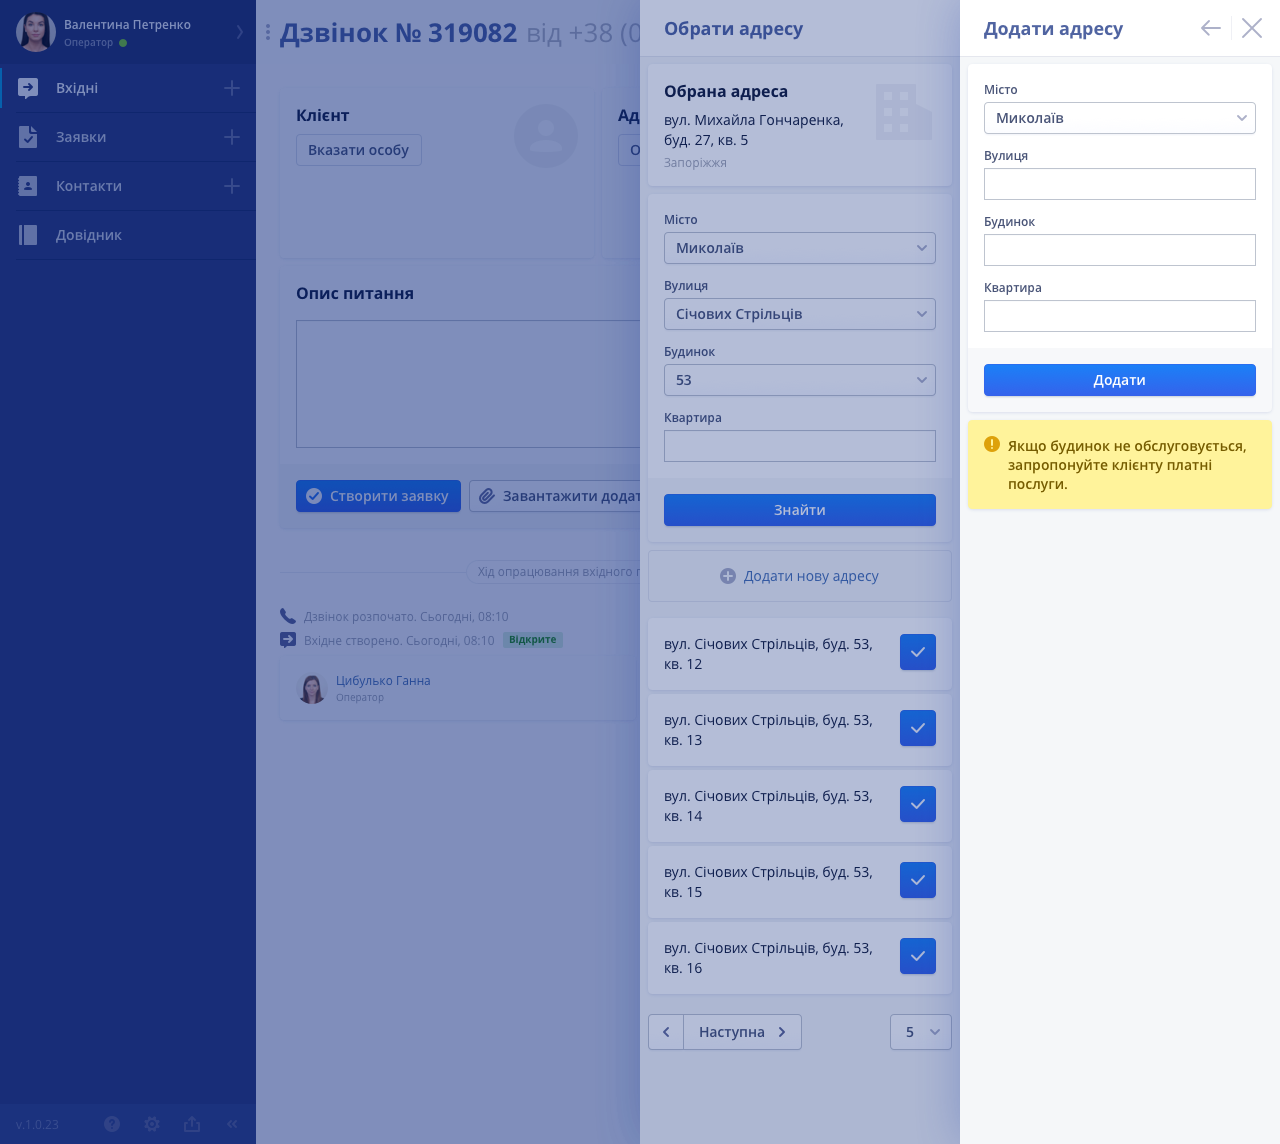 Валентина Петренко
Оператор
Вхідні
Заявки
Контакти
Довідник
v.1.0.23
Дзвінок № 319082 від +38 (0
Клієнт
Вказати особу
Ад
О
Опис питання
Створити заявку
Завантажити додат
Хід опрацювання вхідного п
Дзвінок розпочато. Сьогодні, 08:10
Вхідне створено. Сьогодні, 08:10 Відкрите
Цибулько Ганна
Оператор
Обрати адресу
Обрана адреса
вул. Михайла Гончаренка,
буд. 27, кв. 5
Запоріжжя
Місто
Миколаїв
Вулиця
Січових Стрільців
Будинок
53
Квартира
Знайти
Додати нову адресу
вул. Січових Стрільців, буд. 53,
кв. 12
вул. Січових Стрільців, буд. 53,
кв. 13
вул. Січових Стрільців, буд. 53,
кв. 14
вул. Січових Стрільців, буд. 53,
кв. 15
вул. Січових Стрільців, буд. 53,
кв. 16
Наступна
5
Додати адресу
Місто
Миколаїв
Вулиця
Будинок
Квартира
Додати
Якщо будинок не обслуговується,
запропонуйте клієнту платні
послуги.